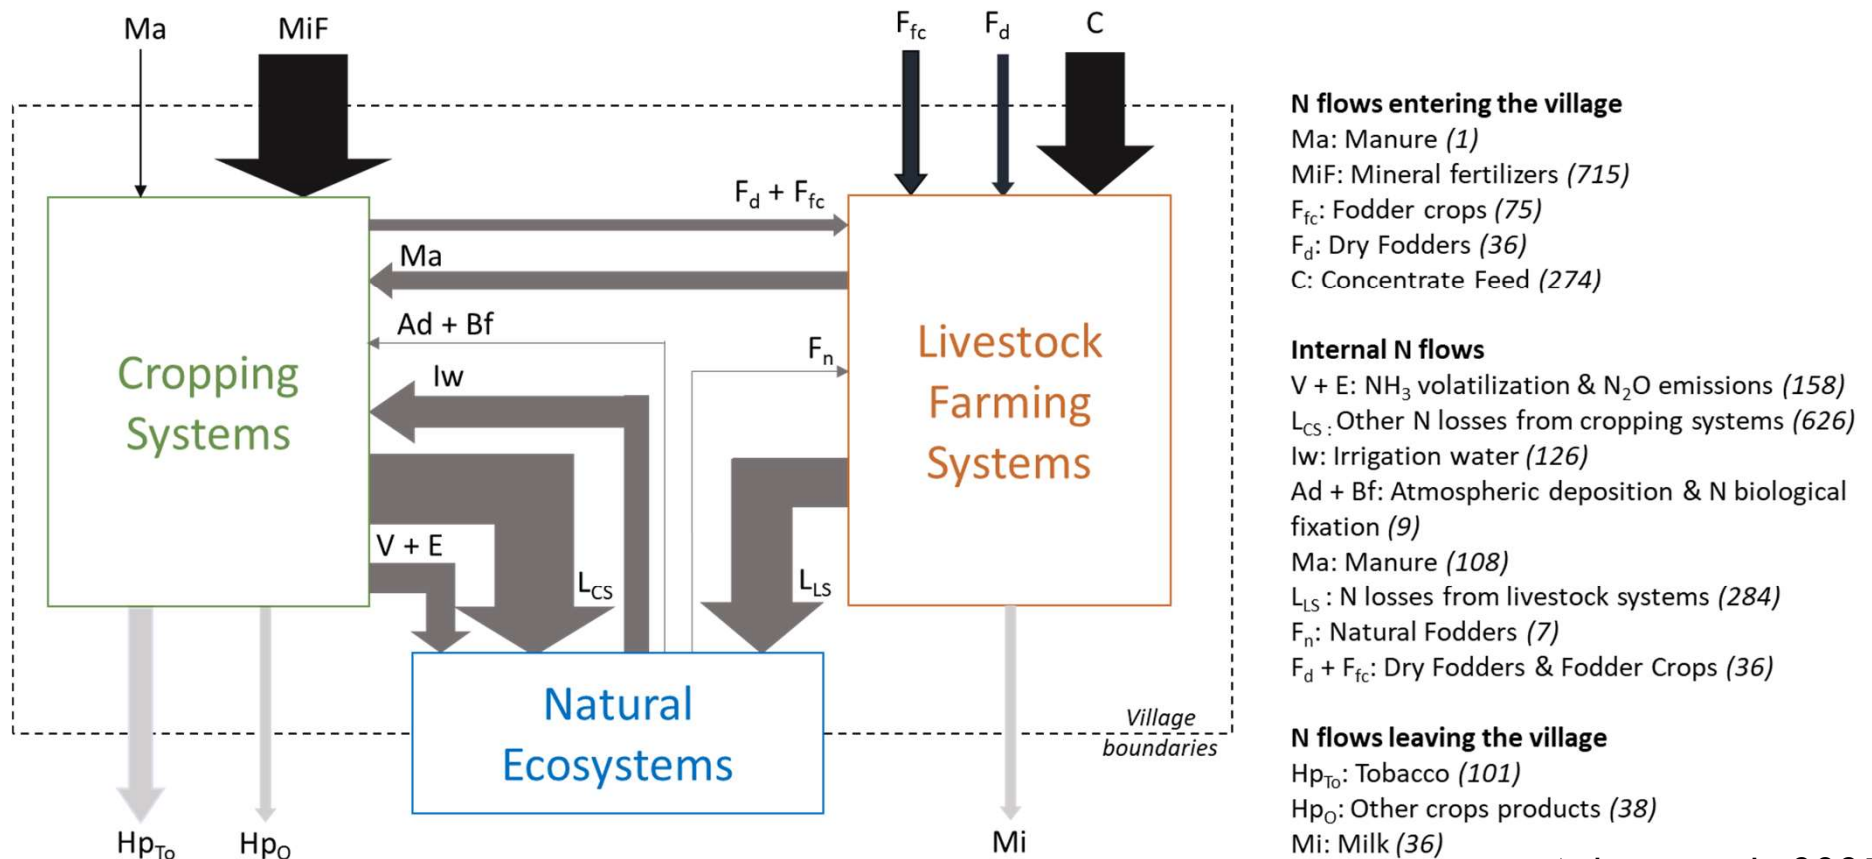 Ma
MiF
Ffc
Fd
C
Fd + Ffc
Ma
Ad + Bf
Fn
Iw
Cropping
Systems
Livestock
Farming
Systems
V + E
LCS
LLS
Natural
Ecosystems
Village
boundaries
HpTo
HpO
Mi
N flows entering the village
Ma: Manure (1)
MiF: Mineral fertilizers (715)
Ffc: Fodder crops (75)
Fd: Dry Fodders (36)
C: Concentrate Feed (274)
Internal N flows
V + E: NH3 volatilization & N2O emissions (158)
LCS : Other N losses from cropping systems (626)
Iw: Irrigation water (126)
Ad + Bf: Atmospheric deposition & N biological
fixation (9)
Ma: Manure (108)
LLS : N losses from livestock systems (284)
Fn: Natural Fodders (7)
Fd + Ffc: Dry Fodders & Fodder Crops (36)
N flows leaving the village
HpTo: Tobacco (101)
HpO: Other crops products (38)
Mi: Milk (36)